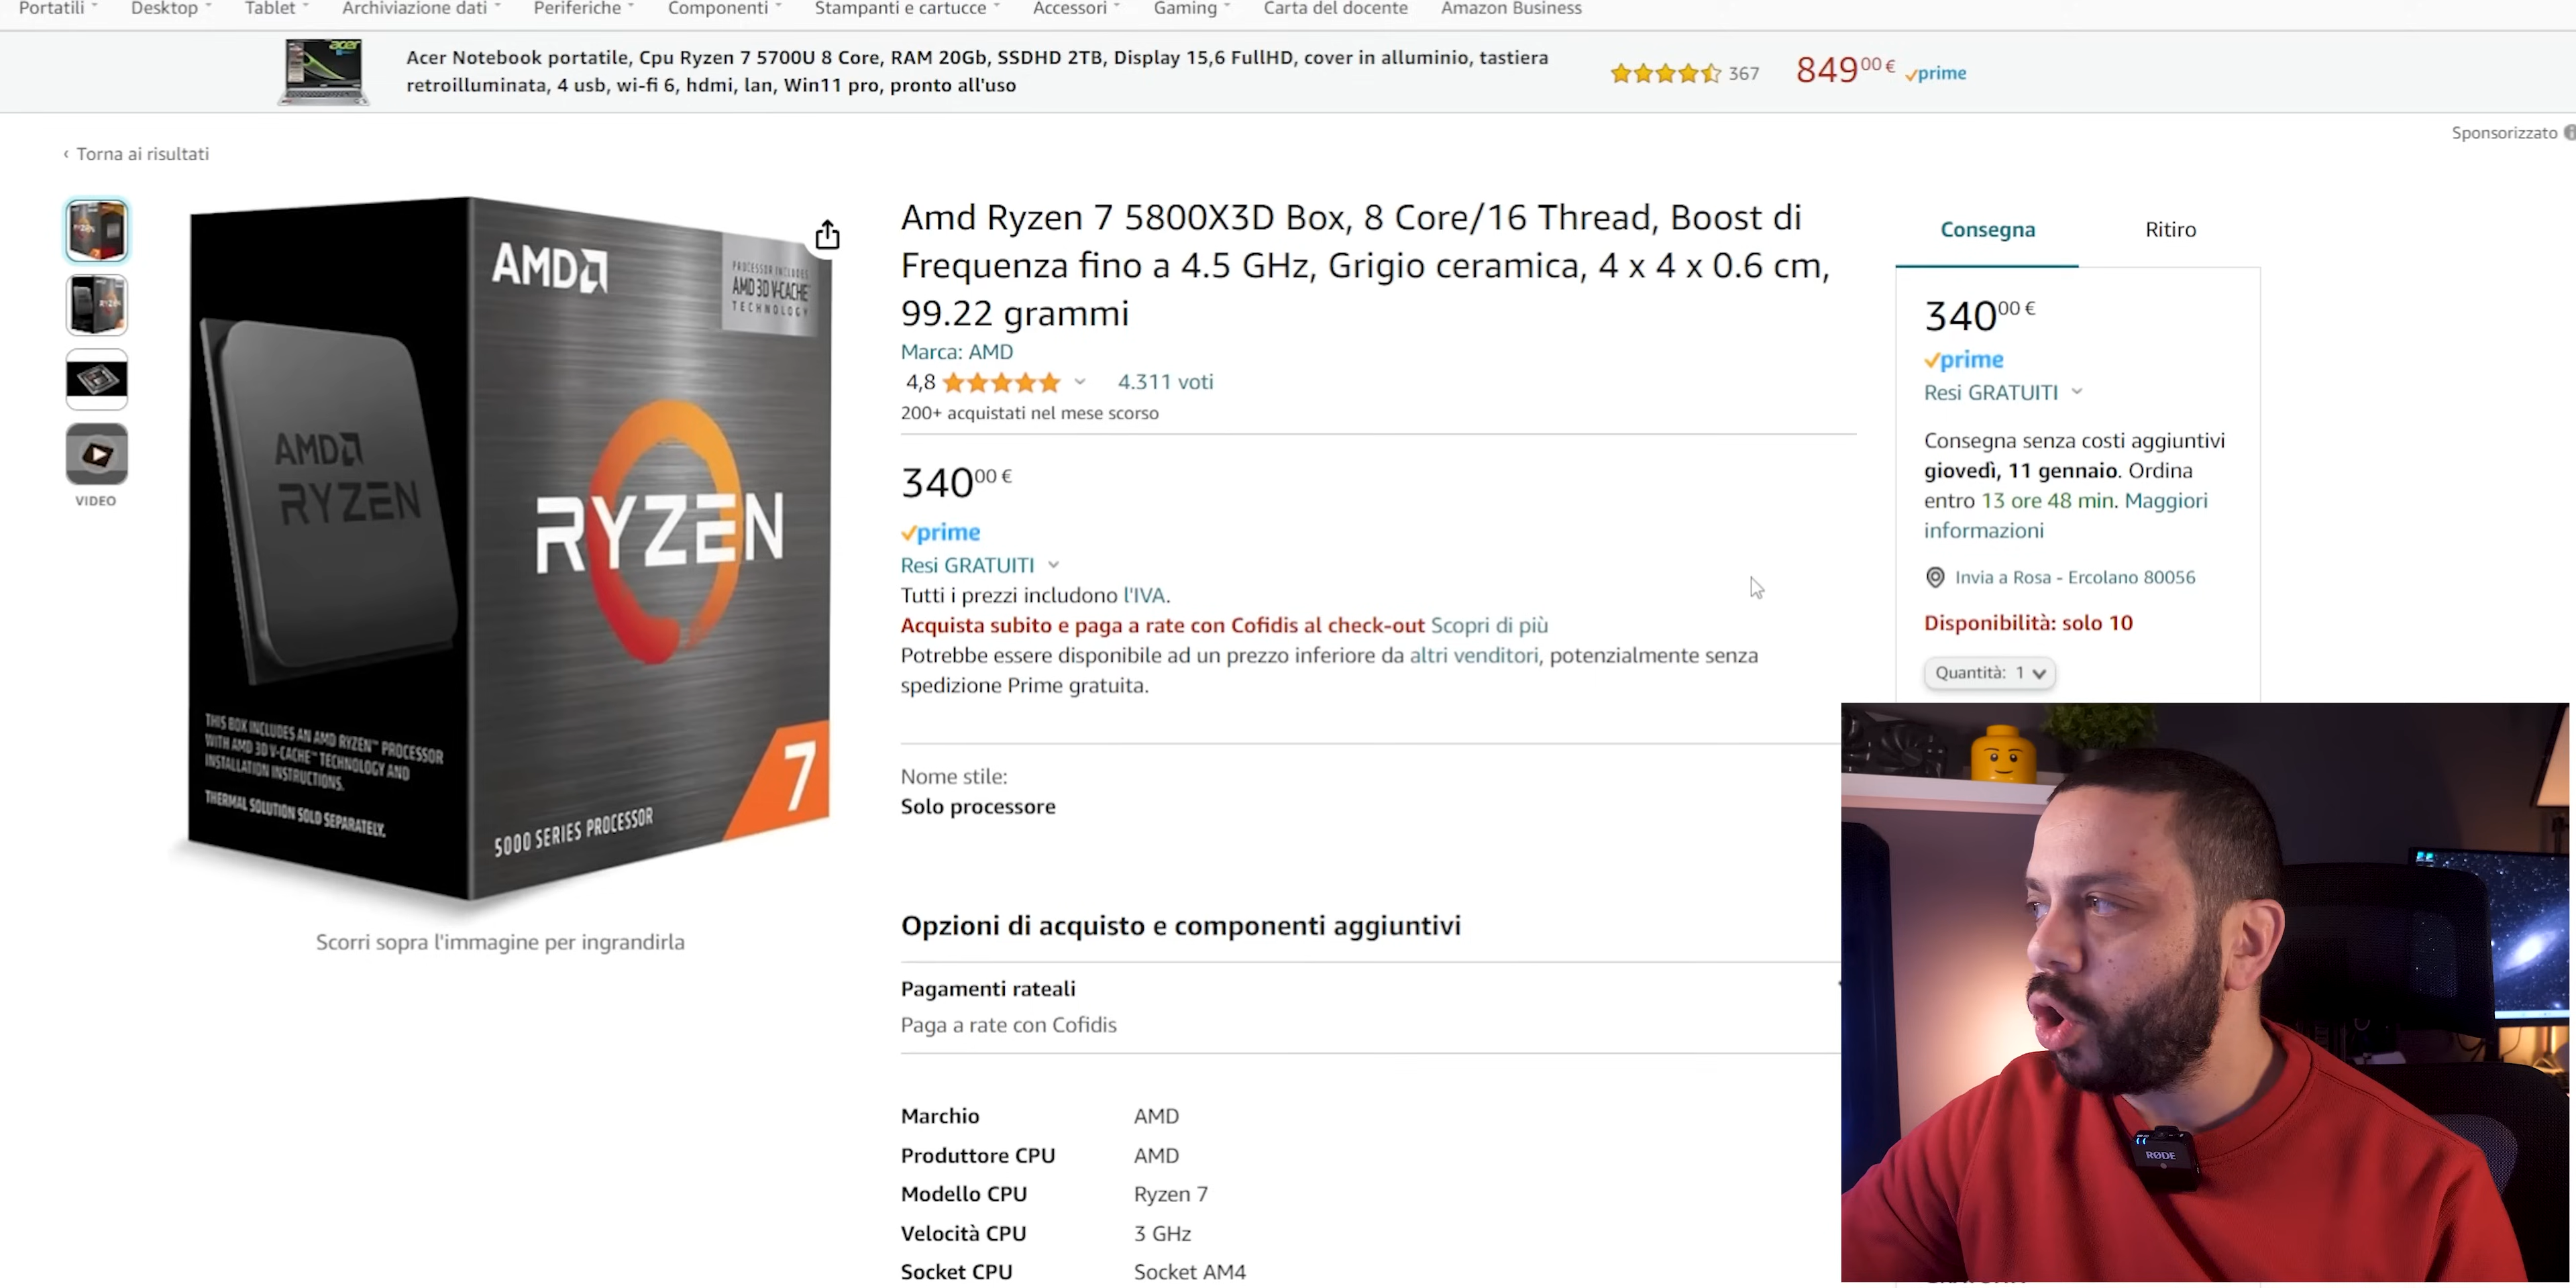 Portatili
Desktop
Tablet
Archiviazione dati
Periferiche
Componenti
Stampanti e cartucce
Accessori
Gaming
Carta del docente
Amazon Business
acer
Acer Notebook portatile, Cpu Ryzen 7 5700U 8 Core, RAM 20Gb, SSDHD 2TB, Display 15,6 FullHD, cover in alluminio, tastiera
retroilluminata, 4 usb, wi-fi 6, hdmi, lan, Win11 pro, pronto all'uso
367
849 00 €
prime
Sponsorizzato
‹ Torna ai risultati
VIDEO
AMD
PROCESSOR INCLUDES
AMD 3D V-CACHE
TECHNOLOGY
AMD
RYZEN
RYZEN
THIS BOX INCLUDES AN AMD RYZEN™ PROCESSOR
WITH AMD 3D V-CACHE™ TECHNOLOGY AND
INSTALLATION INSTRUCTIONS.
THERMAL SOLUTION SOLD SEPARATELY.
5000 SERIES PROCESSOR
7
Scorri sopra l'immagine per ingrandirla
Amd Ryzen 7 5800X3D Box, 8 Core/16 Thread, Boost di
Frequenza fino a 4.5 GHz, Grigio ceramica, 4 x 4 x 0.6 cm,
99.22 grammi
Marca: AMD
4,8
4.311 voti
200+ acquistati nel mese scorso
340 00 €
prime
Resi GRATUITI
Tutti i prezzi includono l'IVA.
Acquista subito e paga a rate con Cofidis al check-out Scopri di più
Potrebbe essere disponibile ad un prezzo inferiore da altri venditori, potenzialmente senza
spedizione Prime gratuita.
Nome stile:
Solo processore
Opzioni di acquisto e componenti aggiuntivi
Pagamenti rateali
Paga a rate con Cofidis
Marchio AMD
Produttore CPU AMD
Modello CPU Ryzen 7
Velocità CPU 3 GHz
Socket CPU Socket AM4
Consegna
Ritiro
340 00 €
prime
Resi GRATUITI
Consegna senza costi aggiuntivi
giovedì, 11 gennaio. Ordina
entro 13 ore 48 min. Maggiori
informazioni
Invia a Rosa - Ercolano 80056
Disponibilità: solo 10
Quantità: 1
RØDE